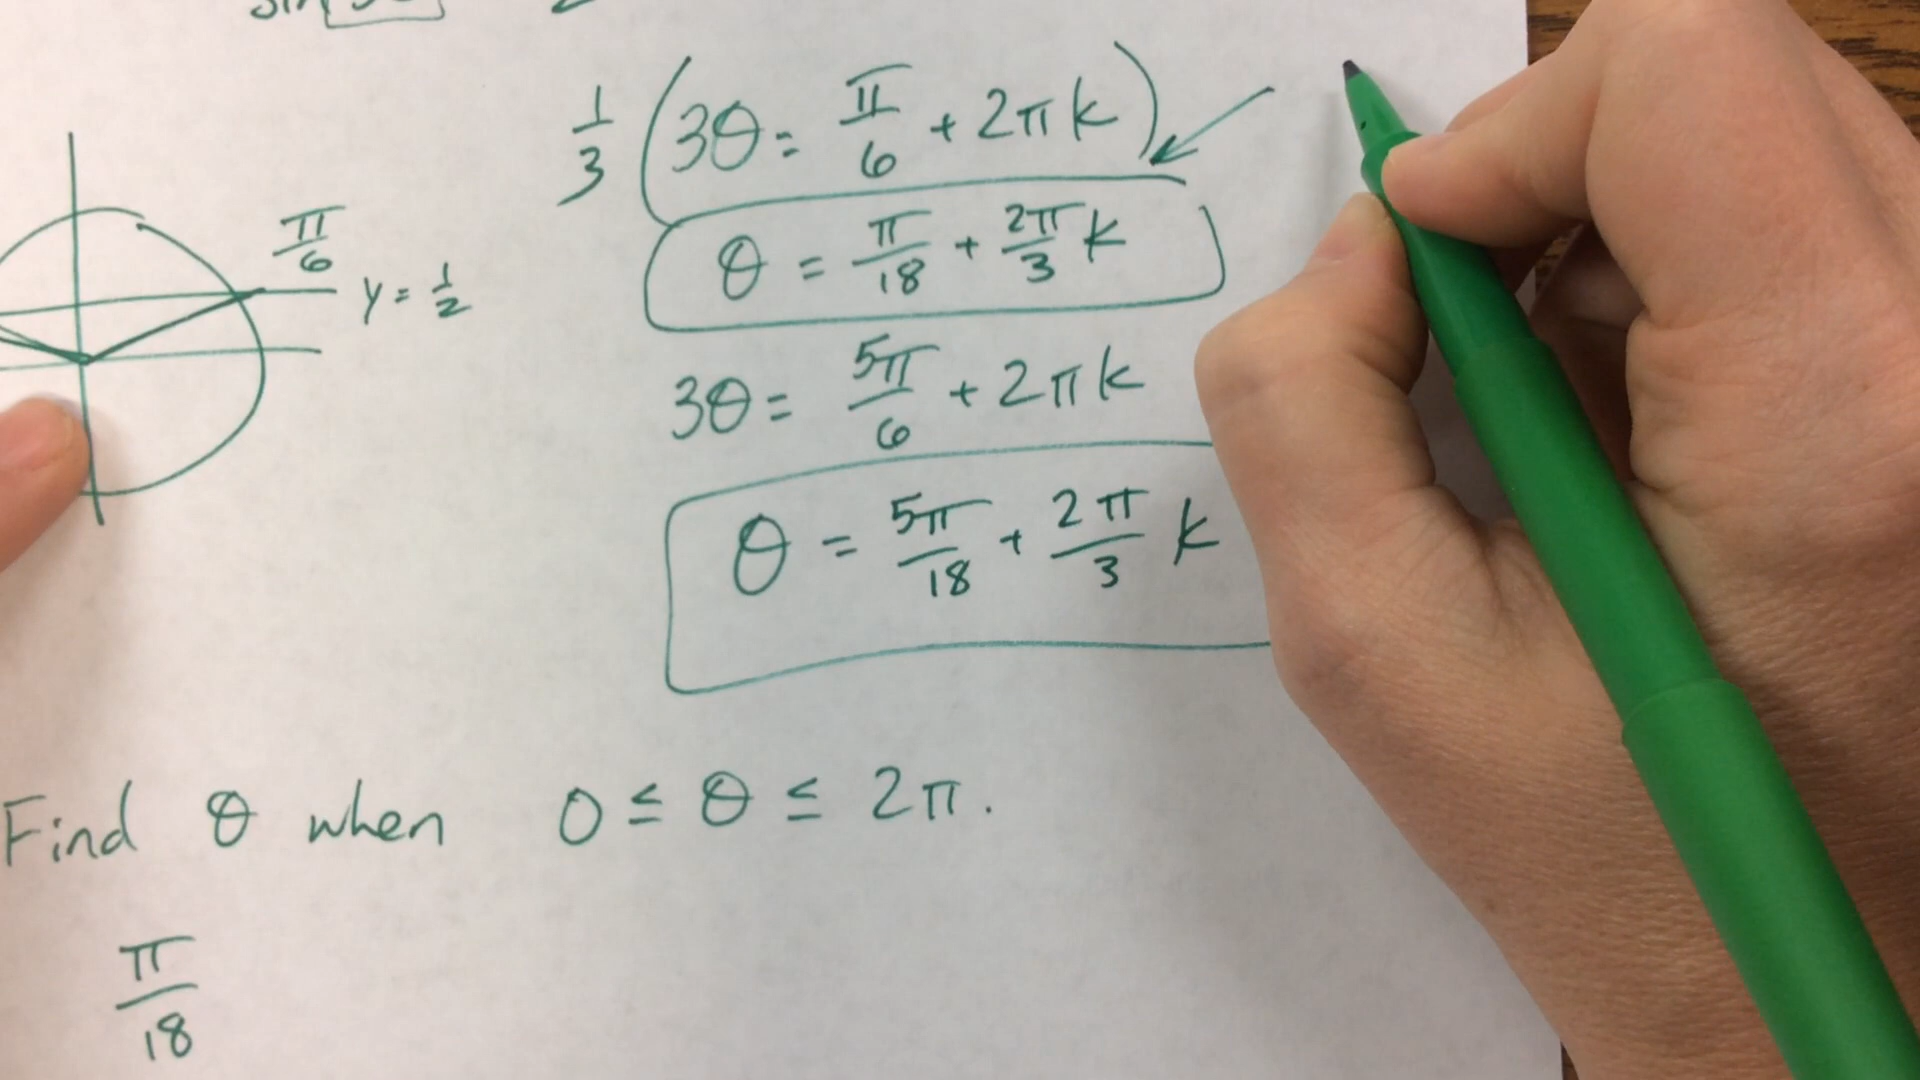 1/3 (3θ = π/6 + 2πk)
θ = π/18 + 2π/3 k
π/6
y = 1/2
3θ = 5π/6 + 2πk
θ = 5π/18 + 2π/3 k
Find θ when 0 ≤ θ ≤ 2π.
π/18